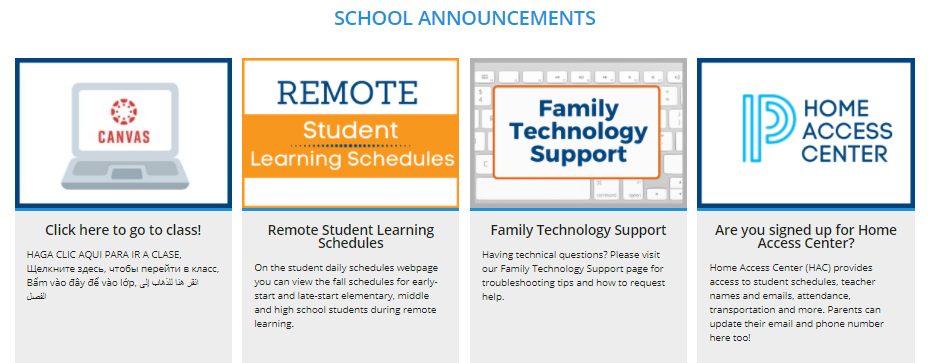 SCHOOL ANNOUNCEMENTS
CANVAS
Click here to go to class!
HAGA CLIC AQUI PARA IR A CLASE,
Щелкните здесь, чтобы перейти в класс,
Bấm vào đây để vào lớp, انقر هنا للذهاب إلى
الفصل
REMOTE
Student
Learning Schedules
Remote Student Learning
Schedules
On the student daily schedules webpage
you can view the fall schedules for early-
start and late-start elementary, middle
and high school students during remote
learning.
Family
Technology
Support
Family Technology Support
Having technical questions? Please visit
our Family Technology Support page for
troubleshooting tips and how to request
help.
HOME
ACCESS
CENTER
Are you signed up for Home
Access Center?
Home Access Center (HAC) provides
access to student schedules, teacher
names and emails, attendance,
transportation and more. Parents can
update their email and phone number
here too!